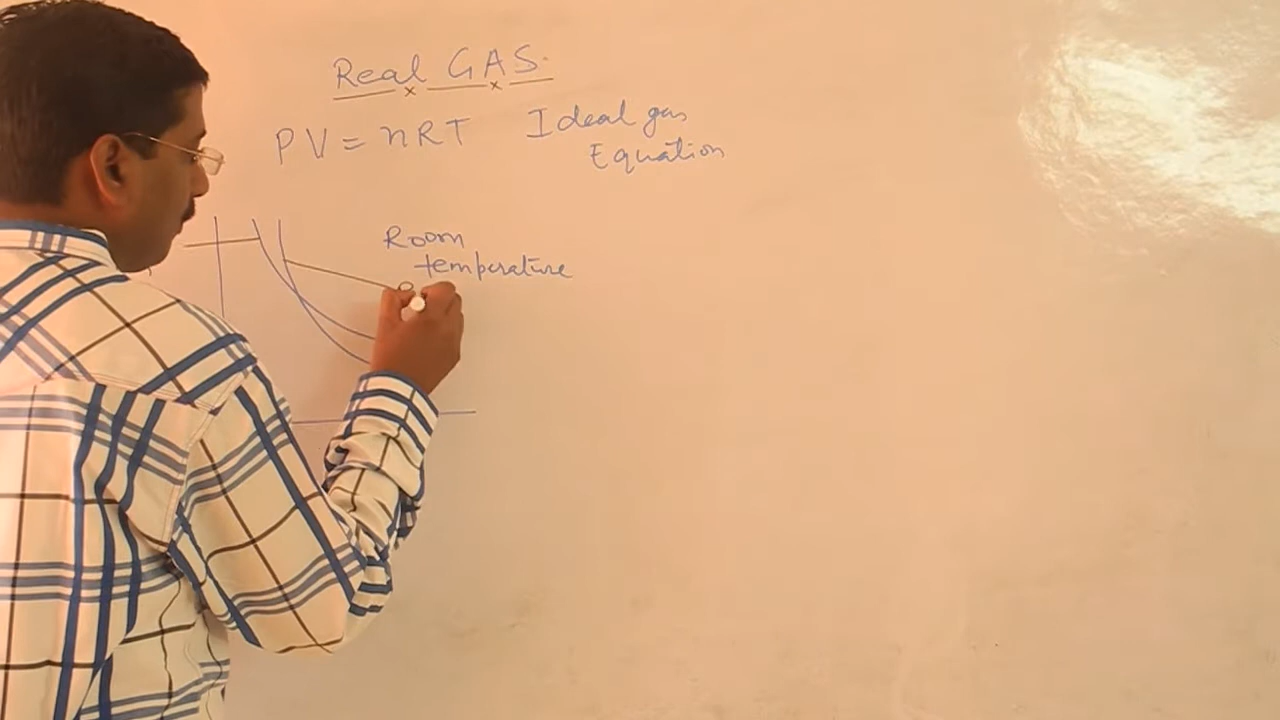 Real GAS
PV = nRT Ideal gas
Equation
Room
temperature